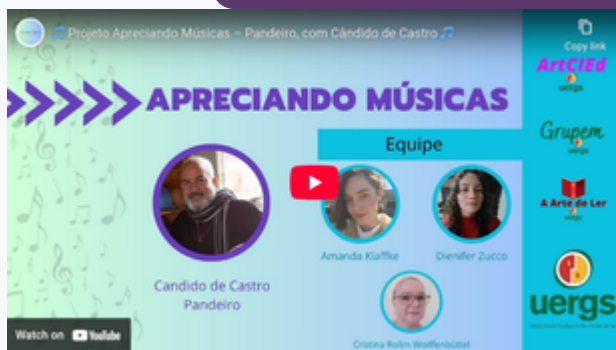 🎵Projeto Apreciando Músicas – Pandeiro, com Cândido de Castro 🎵
Copy link
APRECIANDO MÚSICAS
Equipe
Candido de Castro
Pandeiro
Amanda Klaffke
Dienifer Zucco
Cristina Rolim Wolffenbüttel
ArtCIEd
uergs
Grupem
uergs
A Arte de Ler
uergs
uergs
Watch on YouTube